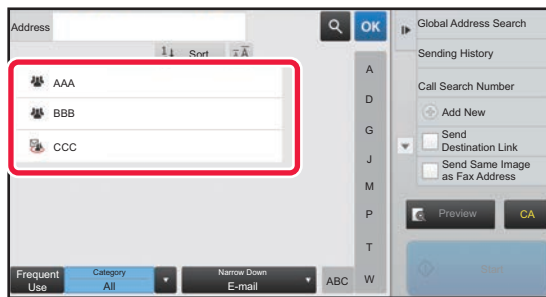 Address
OK
Sort
AAA
BBB
CCC
A
D
G
J
M
P
T
W
ABC
Frequent
Use
Category
All
Narrow Down
E-mail
Global Address Search
Sending History
Call Search Number
Add New
Send
Destination Link
Send Same Image
as Fax Address
Preview
CA
Start